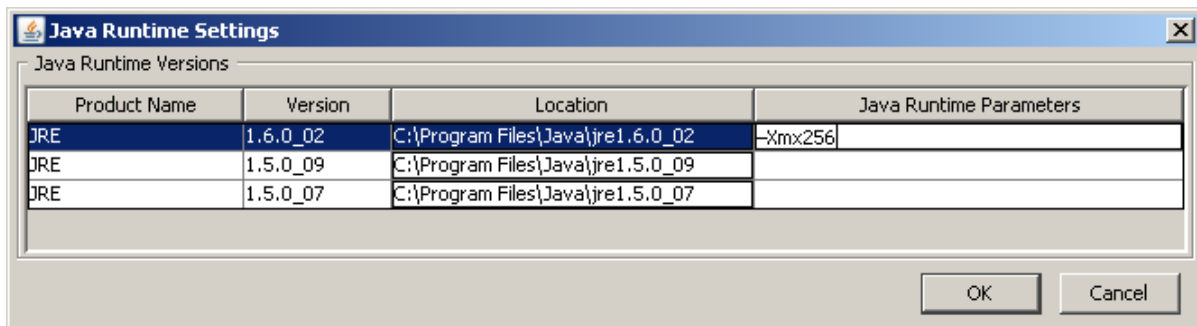 Java Runtime Settings
Java Runtime Versions
Product Name Version Location Java Runtime Parameters
JRE 1.6.0_02 C:\Program Files\Java\jre1.6.0_02 –Xmx256
JRE 1.5.0_09 C:\Program Files\Java\jre1.5.0_09
JRE 1.5.0_07 C:\Program Files\Java\jre1.5.0_07
OK Cancel